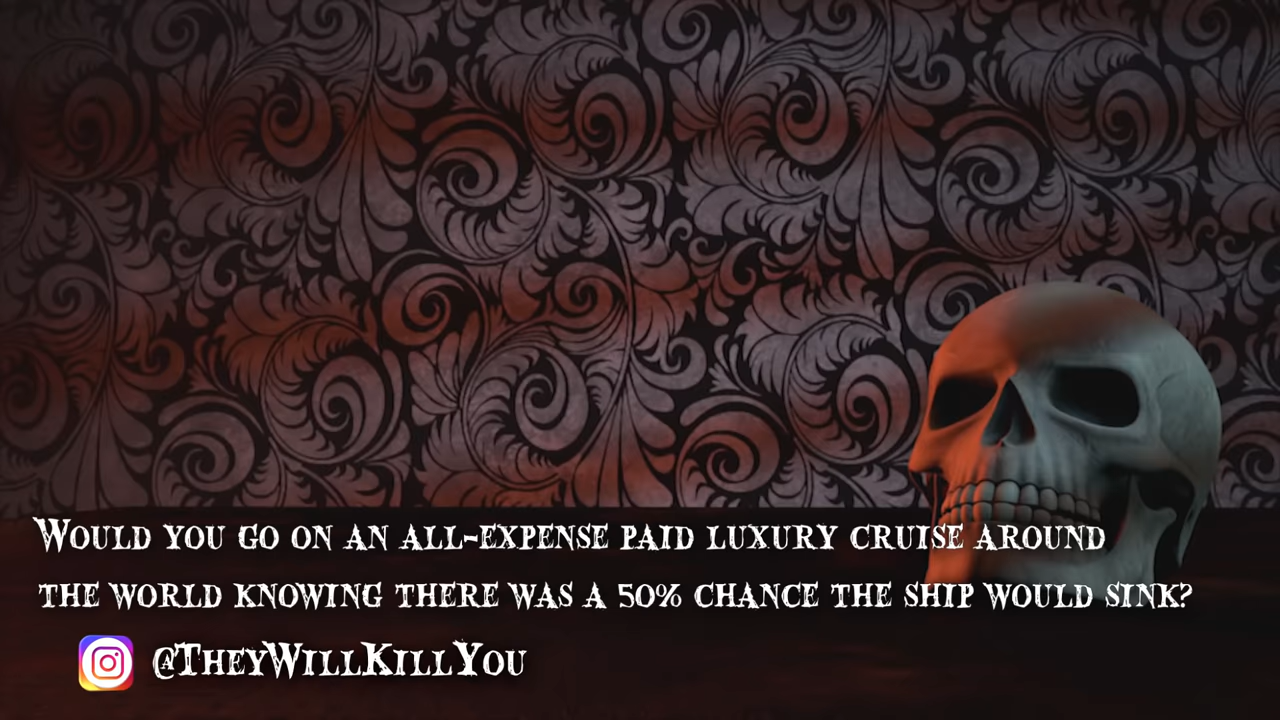 Would you go on an all-expense paid luxury cruise around
the world knowing there was a 50% chance the ship would sink?
@TheyWillKillYou